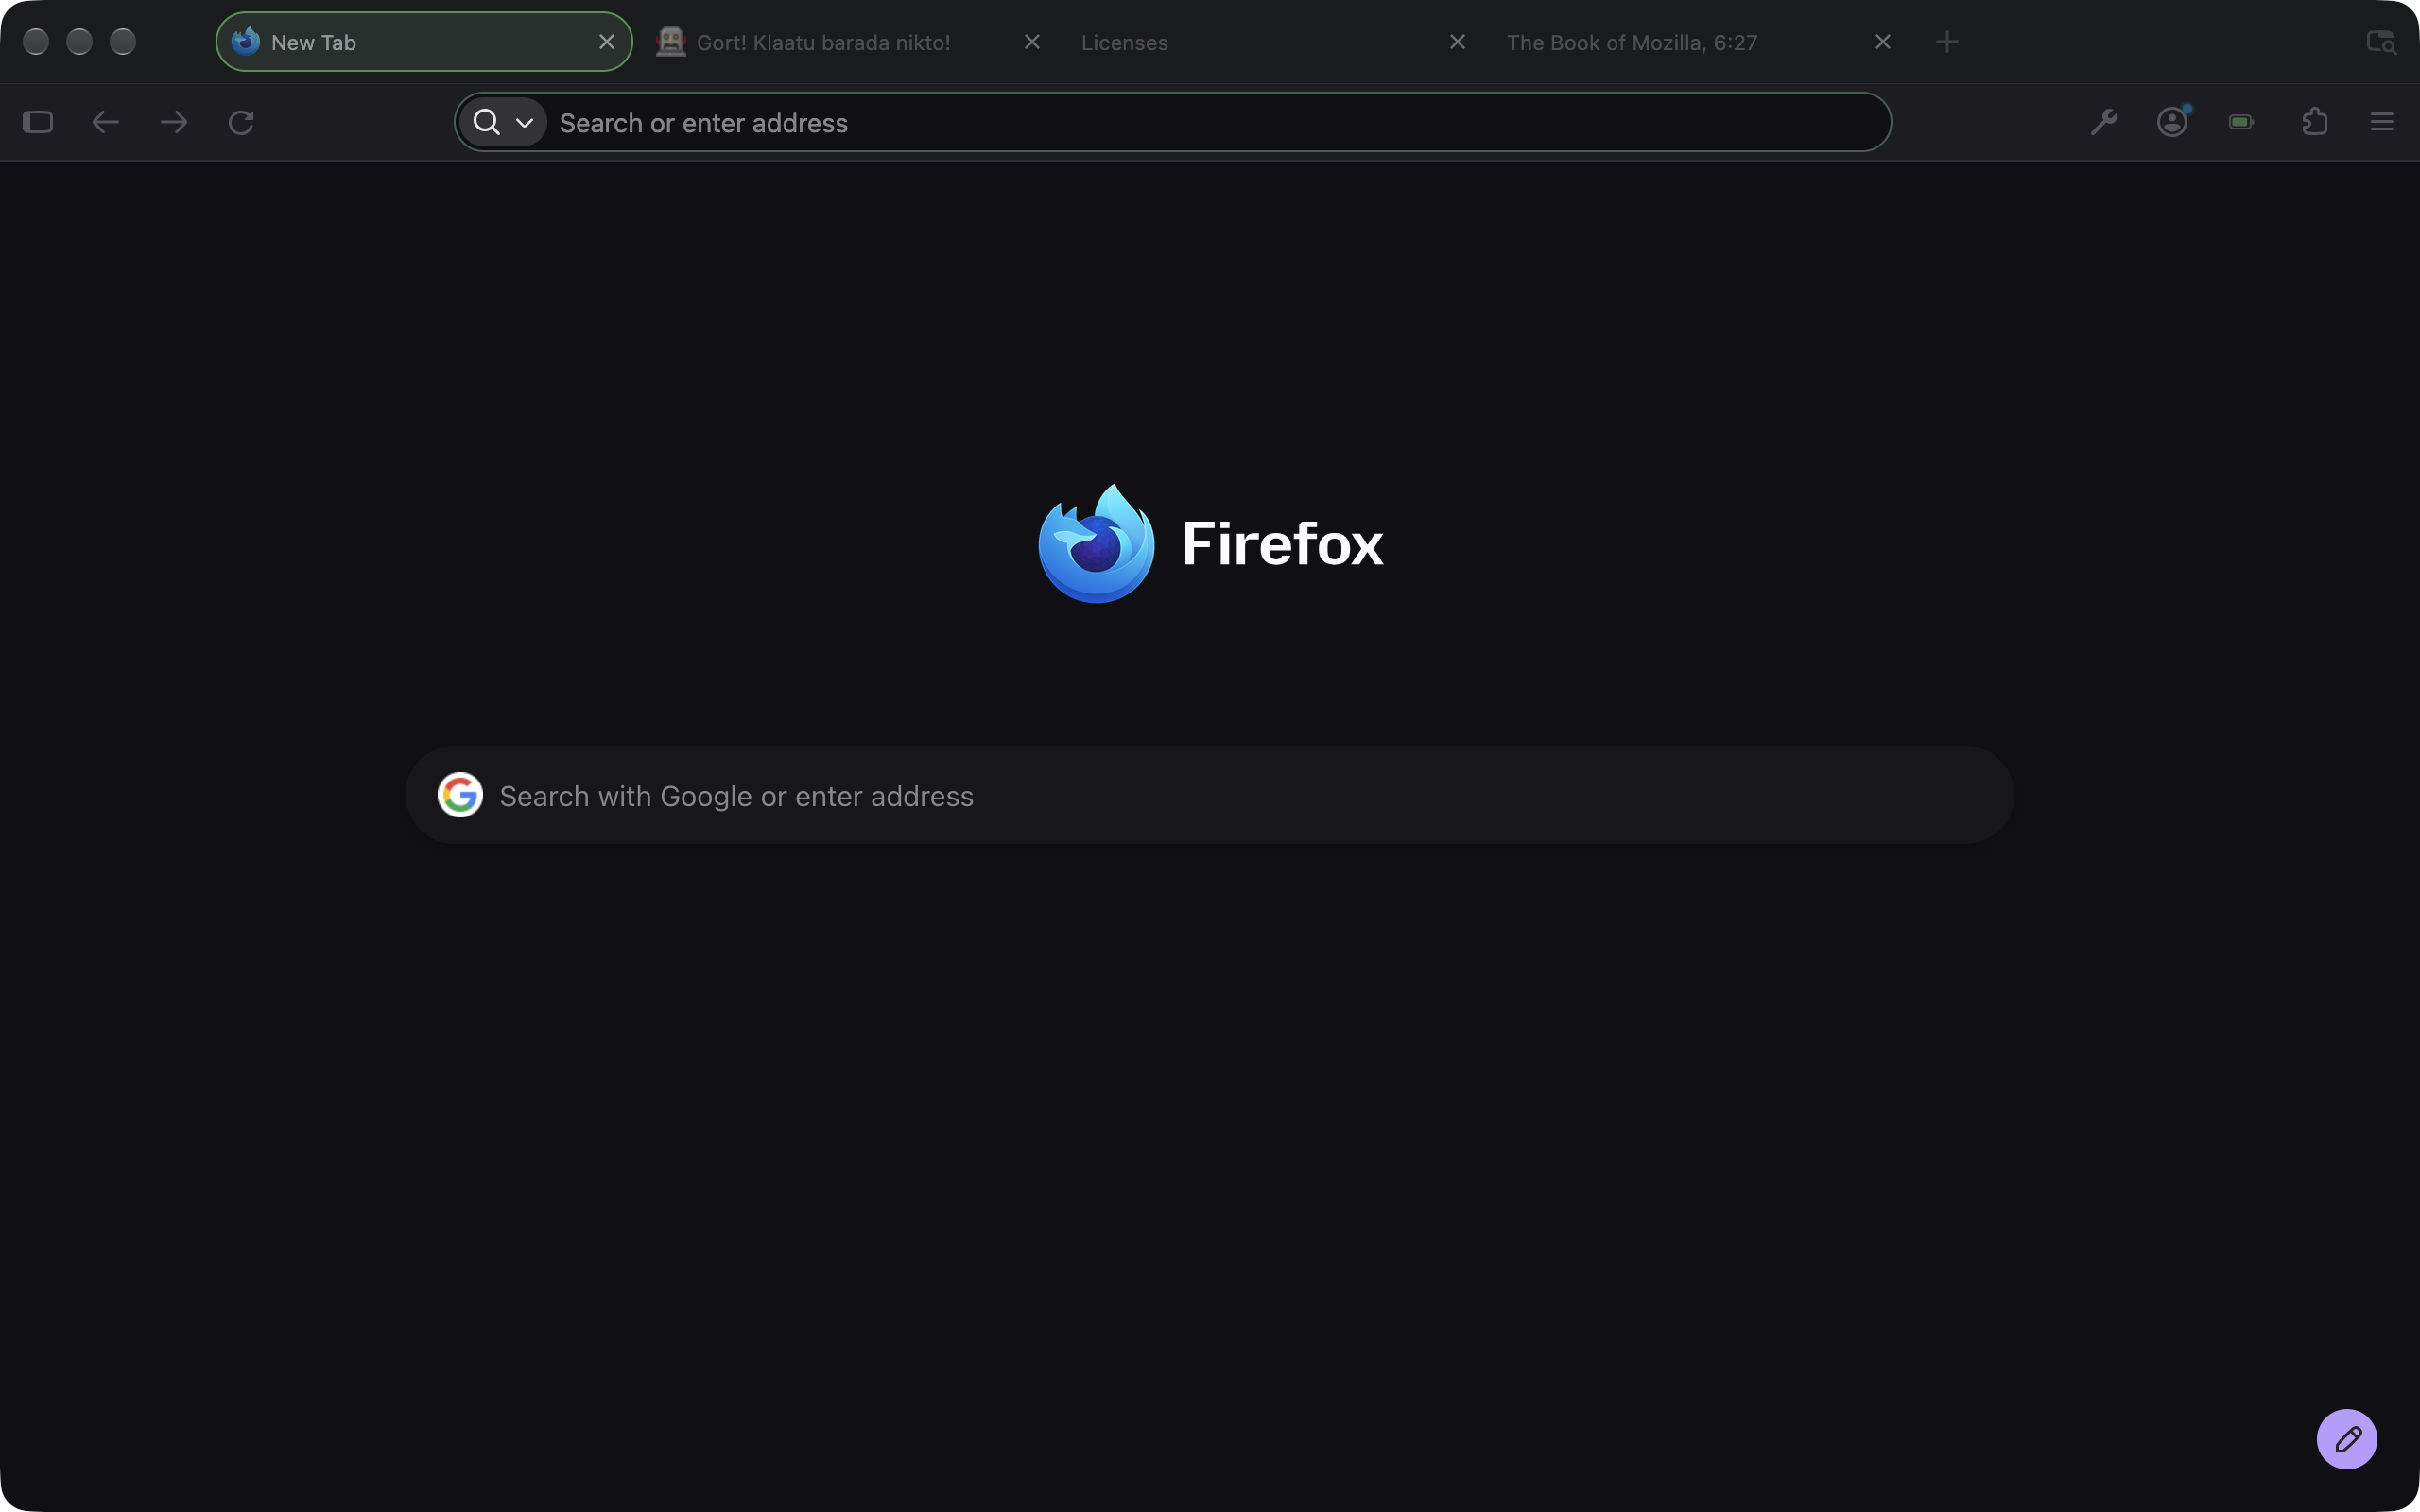 New Tab
Gort! Klaatu barada nikto!
Licenses
The Book of Mozilla, 6:27
Search or enter address
Firefox
Search with Google or enter address